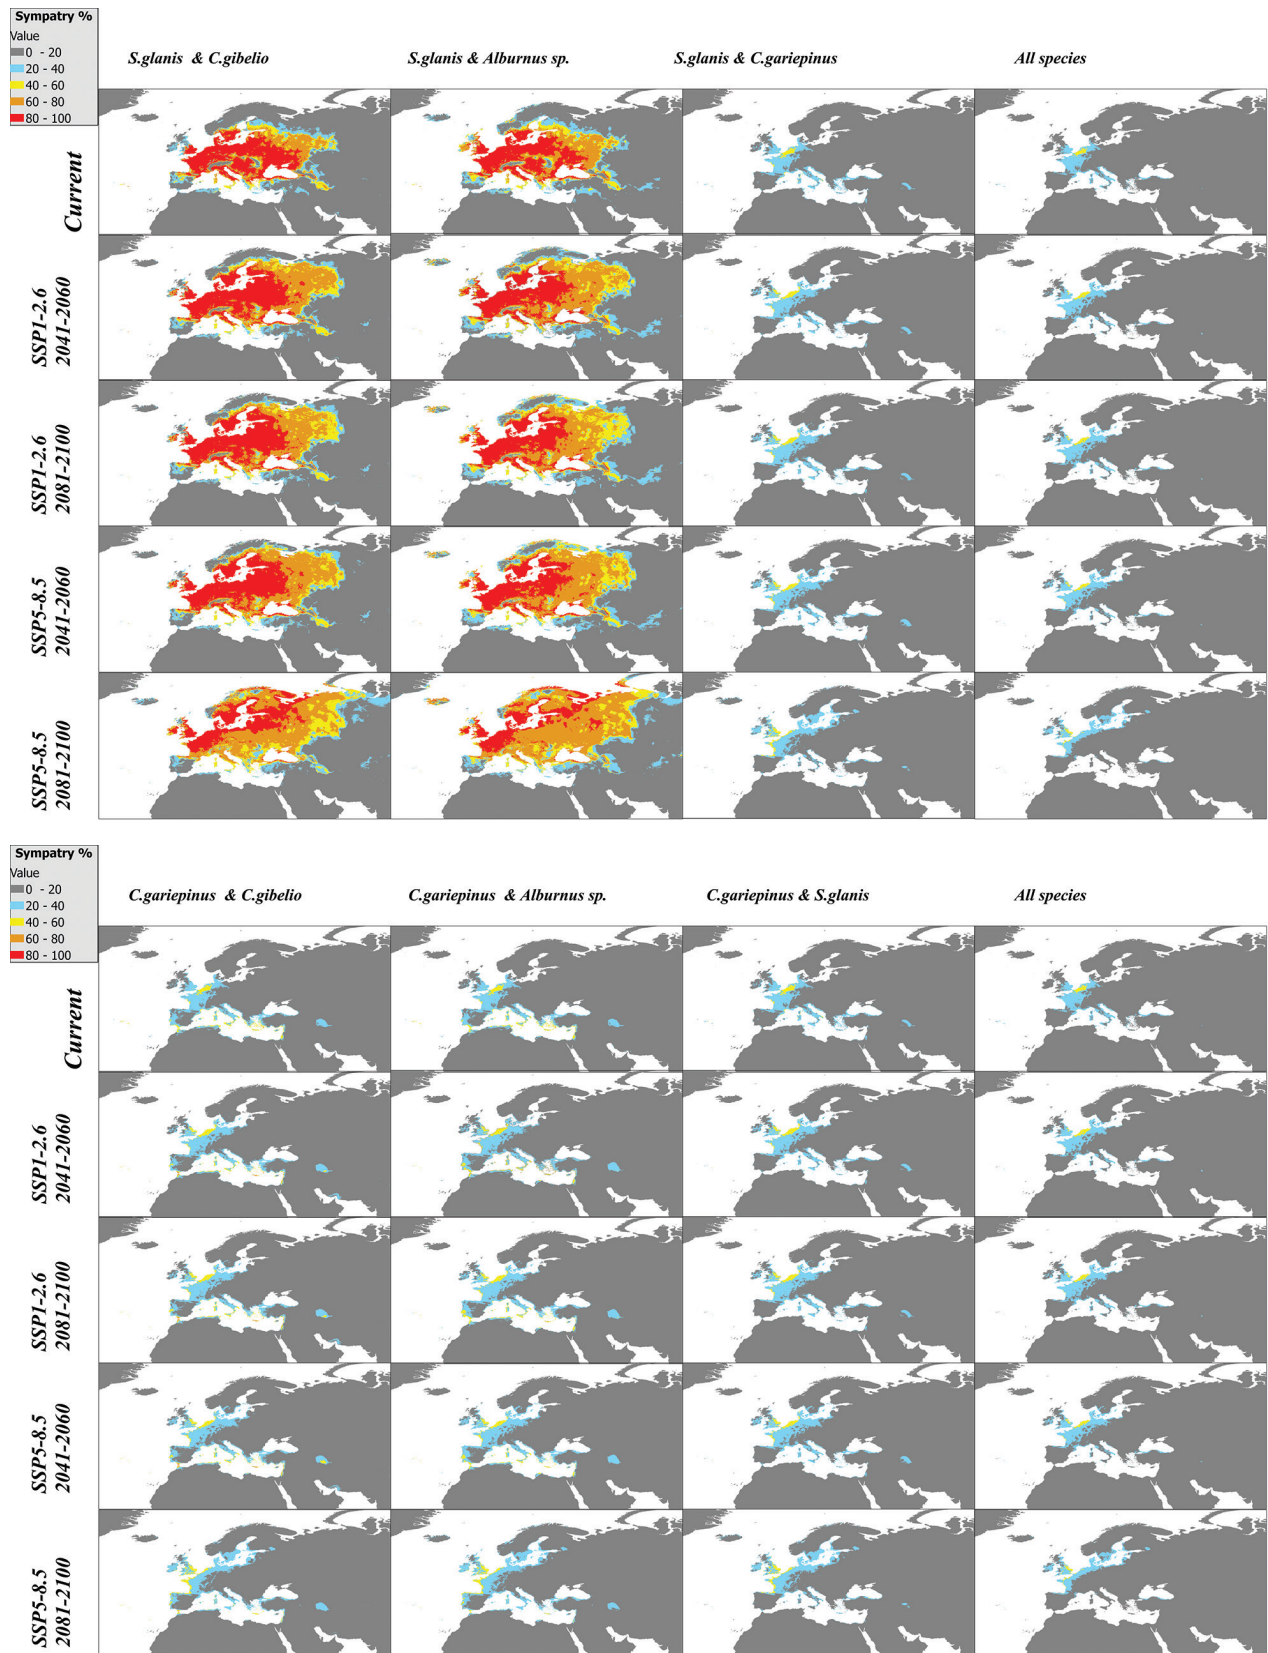 Sympatry %
Value
0 - 20
20 - 40
40 - 60
60 - 80
80 - 100
S.glanis & C.gibelio
S.glanis & Alburnus sp.
S.glanis & C.gariepinus
All species
Current
SSP1-2.6
2041-2060
SSP1-2.6
2081-2100
SSP5-8.5
2041-2060
SSP5-8.5
2081-2100
Sympatry %
Value
0 - 20
20 - 40
40 - 60
60 - 80
80 - 100
C.gariepinus & C.gibelio
C.gariepinus & Alburnus sp.
C.gariepinus & S.glanis
All species
Current
SSP1-2.6
2041-2060
SSP1-2.6
2081-2100
SSP5-8.5
2041-2060
SSP5-8.5
2081-2100